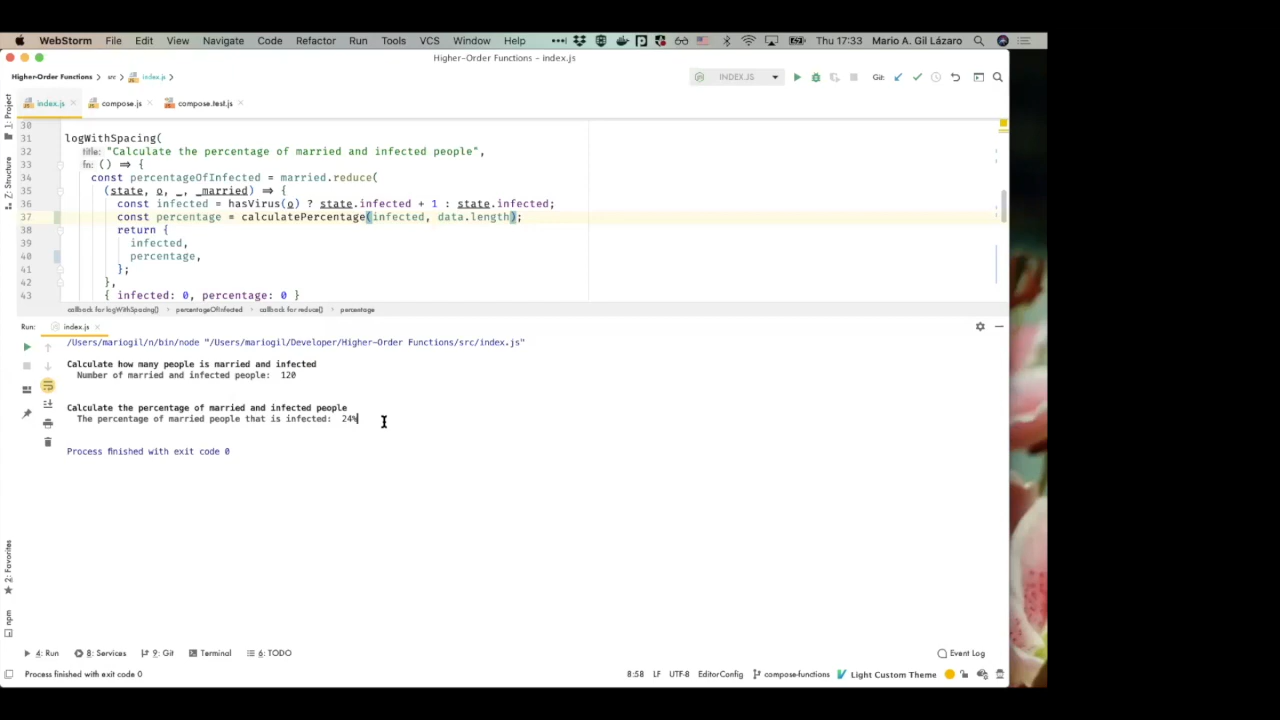 WebStorm File Edit View Navigate Code Refactor Run Tools VCS Window Help Thu 17:33 Mario A. Gil Lázaro
Higher-Order Functions - index.js
Higher-Order Functions src index.js INDEX.JS Git:
index.js compose.js compose.test.js
1: Project
Z: Structure
2: Favorites
npm
30
31 logWithSpacing(
32 title: "Calculate the percentage of married and infected people",
33 fn: () => {
34 const percentageOfInfected = married.reduce(
35 (state, o, _, _married) => {
36 const infected = hasVirus(o) ? state.infected + 1 : state.infected;
37 const percentage = calculatePercentage(infected, data.length);
38 return {
39 infected,
40 percentage,
41 };
42 },
43 { infected: 0, percentage: 0 }
callback for logWithSpacing() percentageOfInfected callback for reduce() percentage
Run: index.js
/Users/mariogil/n/bin/node "/Users/mariogil/Developer/Higher-Order Functions/src/index.js"
Calculate how many people is married and infected
Number of married and infected people: 120
Calculate the percentage of married and infected people
The percentage of married people that is infected: 24%
Process finished with exit code 0
4: Run 8: Services 9: Git Terminal 6: TODO Event Log
Process finished with exit code 0 8:58 LF UTF-8 EditorConfig compose-functions Light Custom Theme